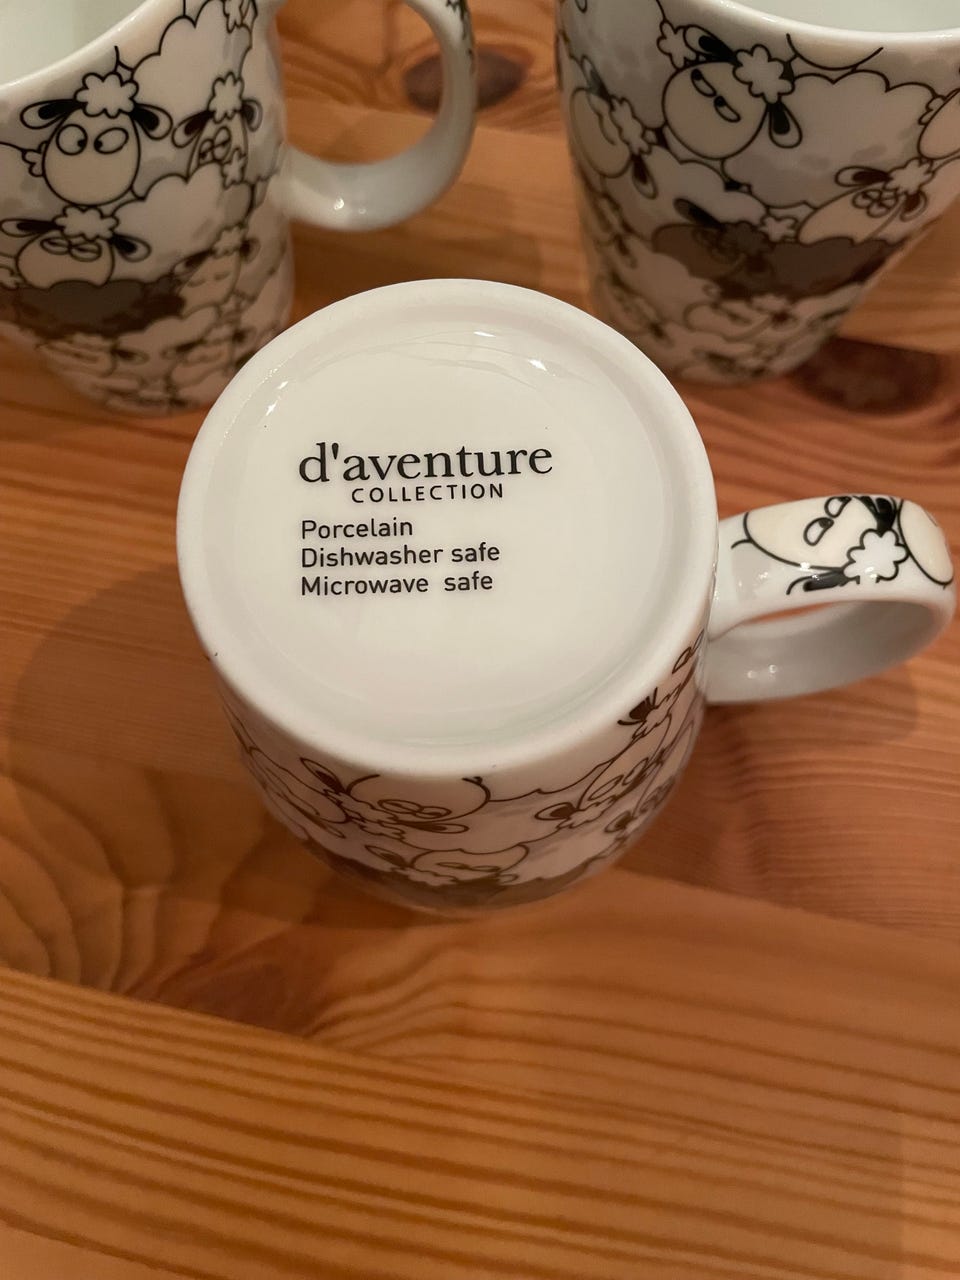 d'aventure
COLLECTION
Porcelain
Dishwasher safe
Microwave safe